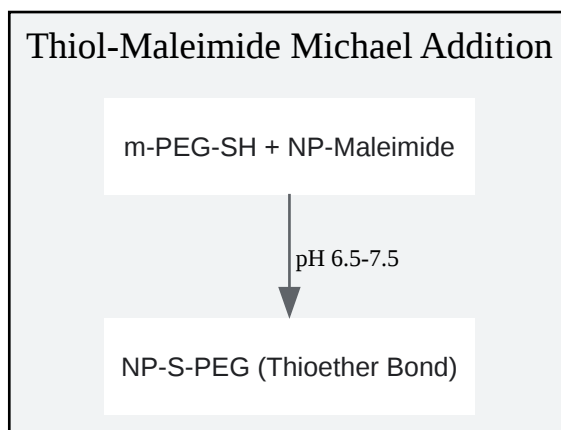 Thiol-Maleimide Michael Addition
m-PEG-SH + NP-Maleimide
pH 6.5-7.5
NP-S-PEG (Thioether Bond)